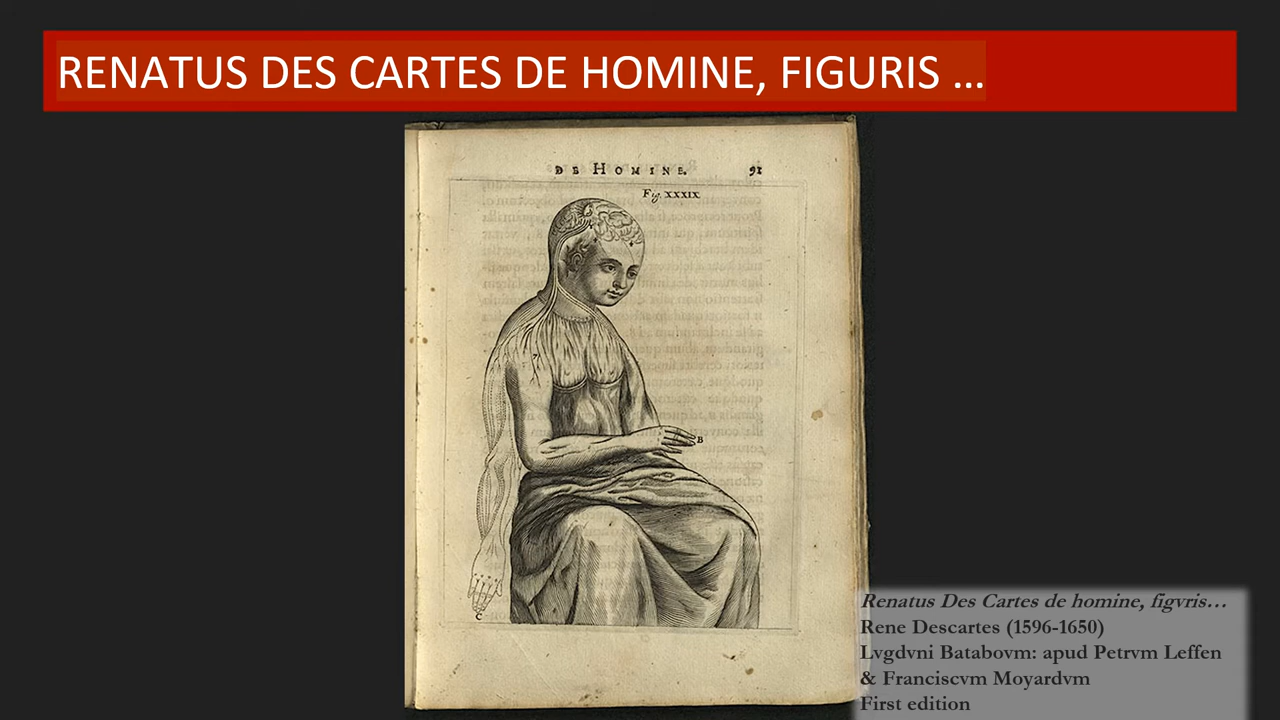 RENATUS DES CARTES DE HOMINE, FIGURIS …
DE HOMINE. 91
Fig. XXXIX
B
C
Renatus Des Cartes de homine, figvris…
Rene Descartes (1596-1650)
Lvgdvni Batabovm: apud Petrvm Leffen
& Franciscvm Moyardvm
First edition